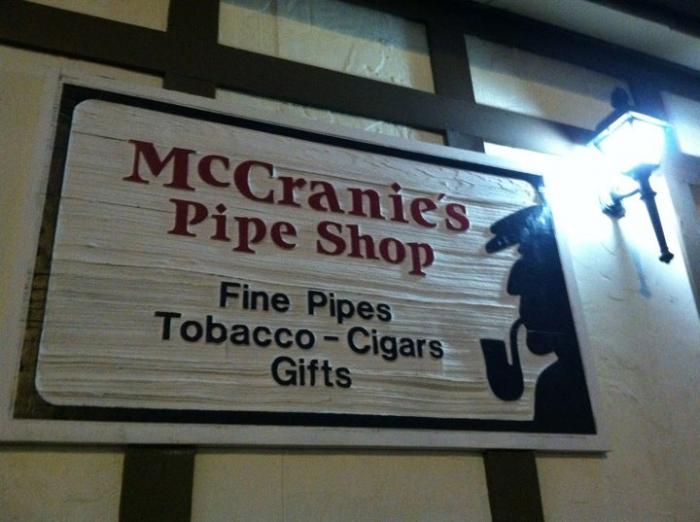 McCranie's
Pipe Shop
Fine Pipes
Tobacco - Cigars
Gifts